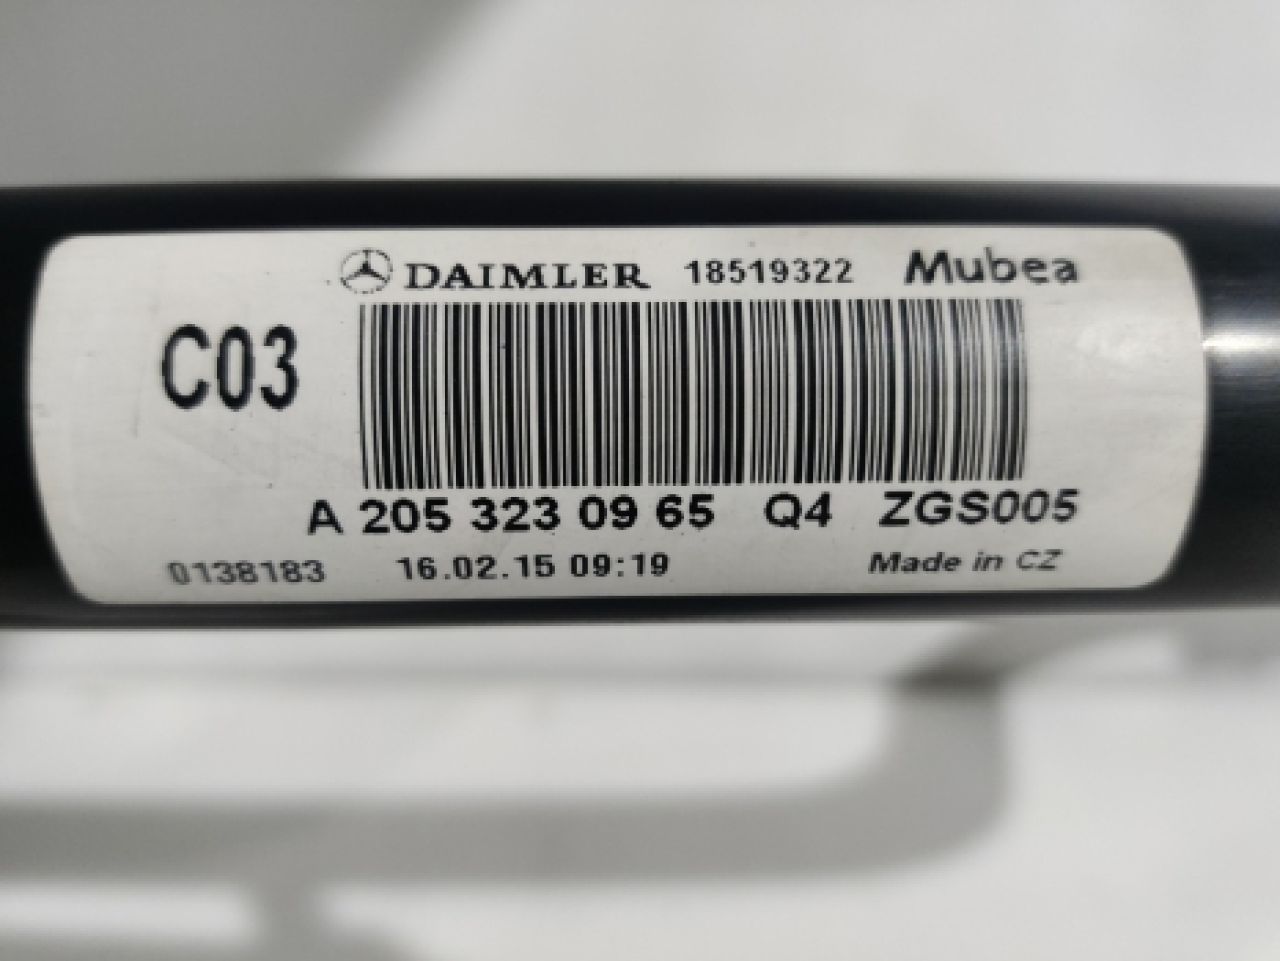 DAIMLER 18519322 Mubea
C03
A 205 323 09 65 Q4 ZGS005
0138183 16.02.15 09:19 Made in CZ